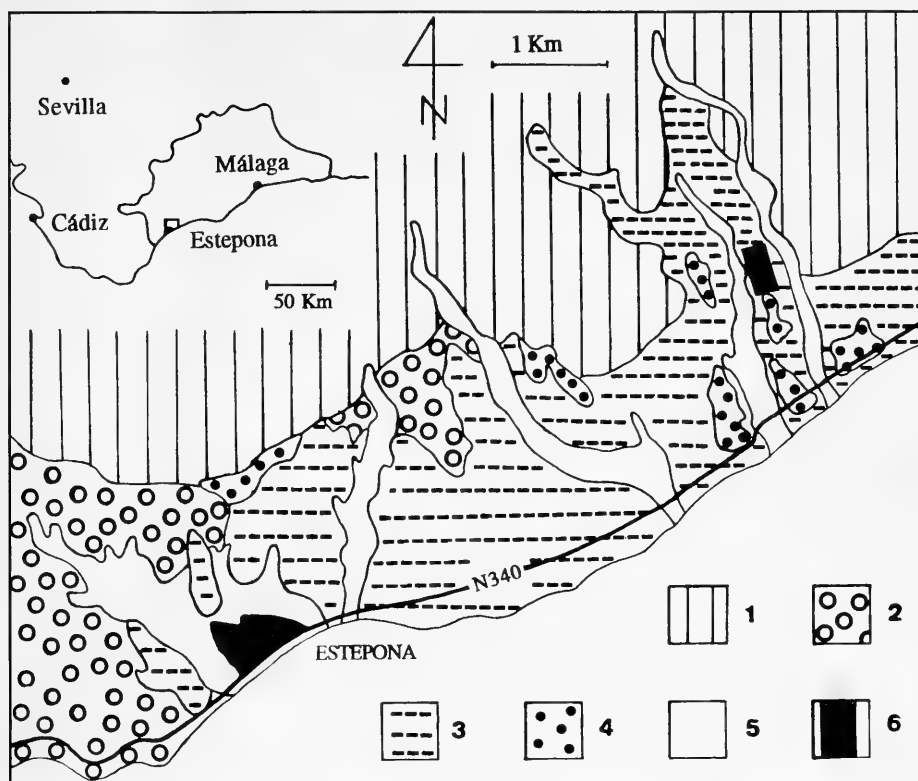 1 Km
N
Sevilla
Málaga
Cádiz
Estepona
50 Km
N340
ESTEPONA
1
2
3
4
5
6